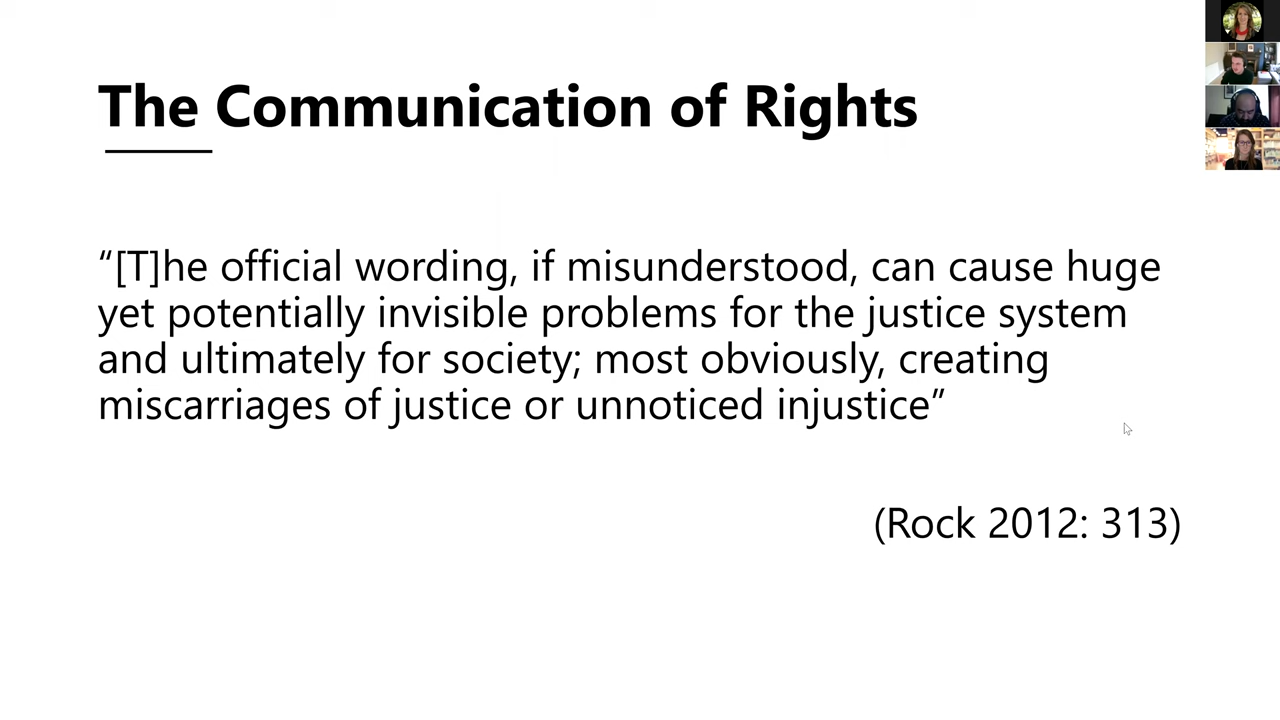 The Communication of Rights
“[T]he official wording, if misunderstood, can cause huge
yet potentially invisible problems for the justice system
and ultimately for society; most obviously, creating
miscarriages of justice or unnoticed injustice”
(Rock 2012: 313)